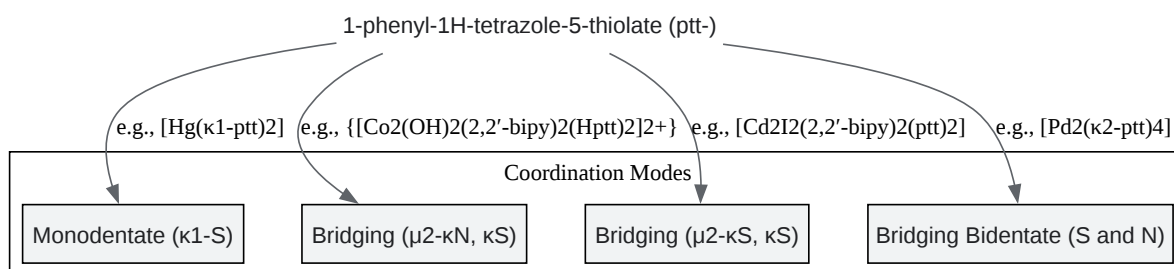 1-phenyl-1H-tetrazole-5-thiolate (ptt-)
e.g., [Hg(κ1-ptt)2]
e.g., {[Co2(OH)2(2,2′-bipy)2(Hptt)2]2+}
e.g., [Cd2I2(2,2′-bipy)2(ptt)2]
e.g., [Pd2(κ2-ptt)4]
Coordination Modes
Monodentate (κ1-S)
Bridging (μ2-κN, κS)
Bridging (μ2-κS, κS)
Bridging Bidentate (S and N)